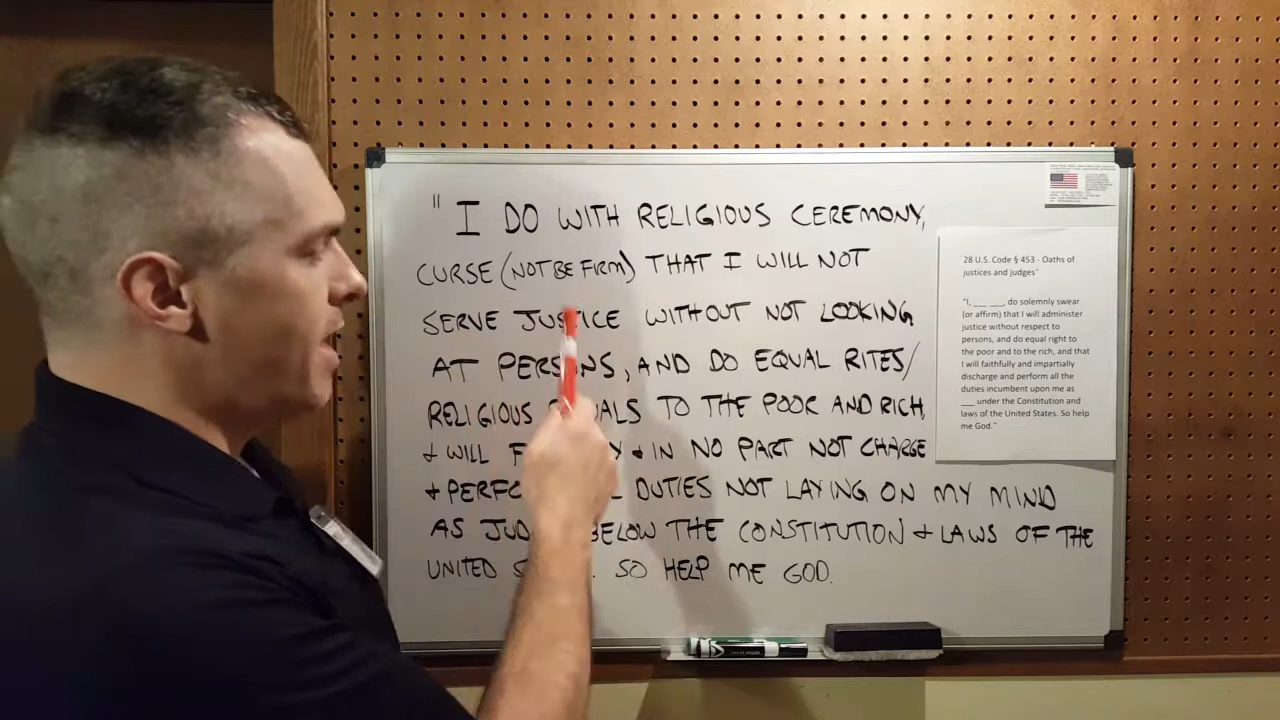 " I DO WITH RELIGIOUS CEREMONY,
CURSE (NOT BE FIRM) THAT I WILL NOT
SERVE JUSTICE WITHOUT NOT LOOKING
AT PERSONS, AND DO EQUAL RITES/
RELIGIOUS TO THE POOR AND RICH,
+ WILL + IN NO PART NOT CHARGE
+ DUTIES NOT LAYING ON MY MIND
AS BELOW THE CONSTITUTION + LAWS OF THE
UNITED SO HELP ME GOD.
"28 U.S. Code § 453 - Oaths of
justices and judges"
"I, ___ ___, do solemnly swear
(or affirm) that I will administer
justice without respect to
persons, and do equal right to
the poor and to the rich, and that
I will faithfully and impartially
discharge and perform all the
duties incumbent upon me as
___ under the Constitution and
laws of the United States. So help
me God."